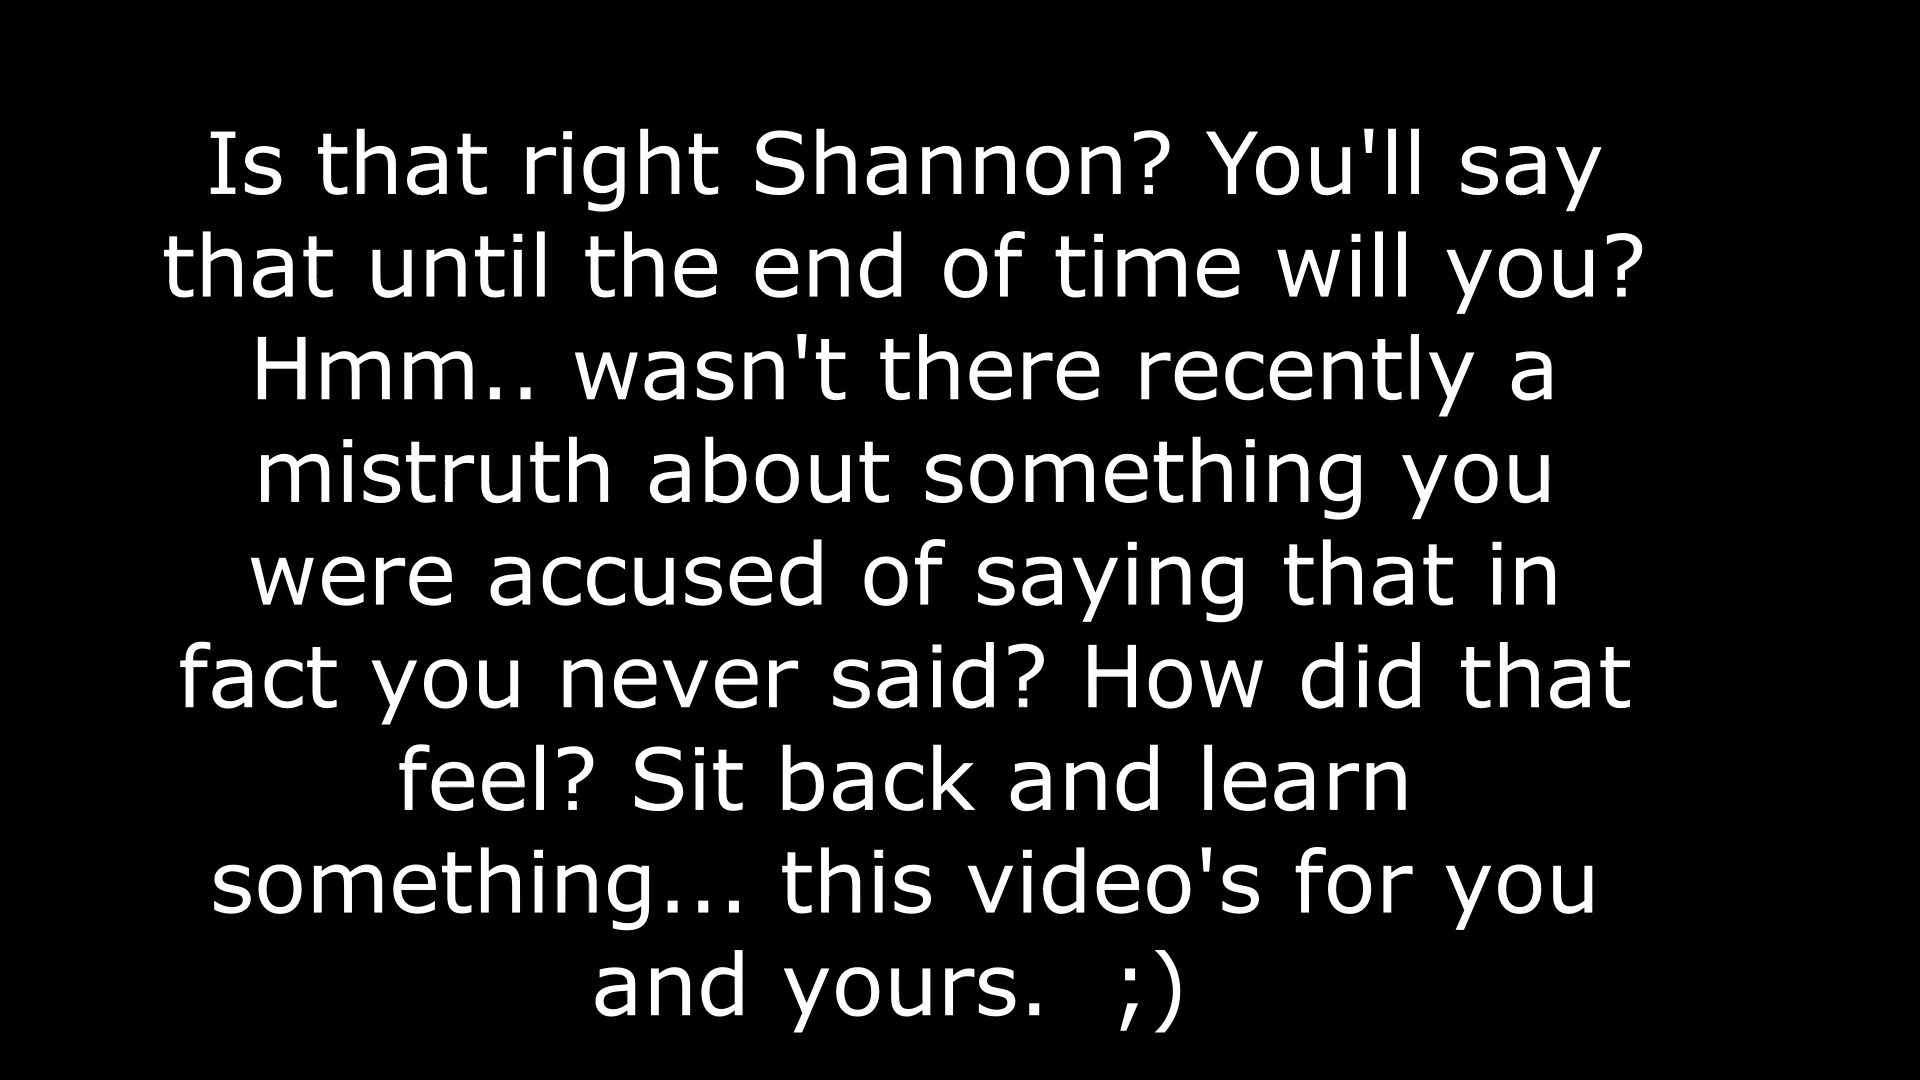 Is that right Shannon? You'll say
that until the end of time will you?
Hmm.. wasn't there recently a
mistruth about something you
were accused of saying that in
fact you never said? How did that
feel? Sit back and learn
something... this video's for you
and yours.  ;)